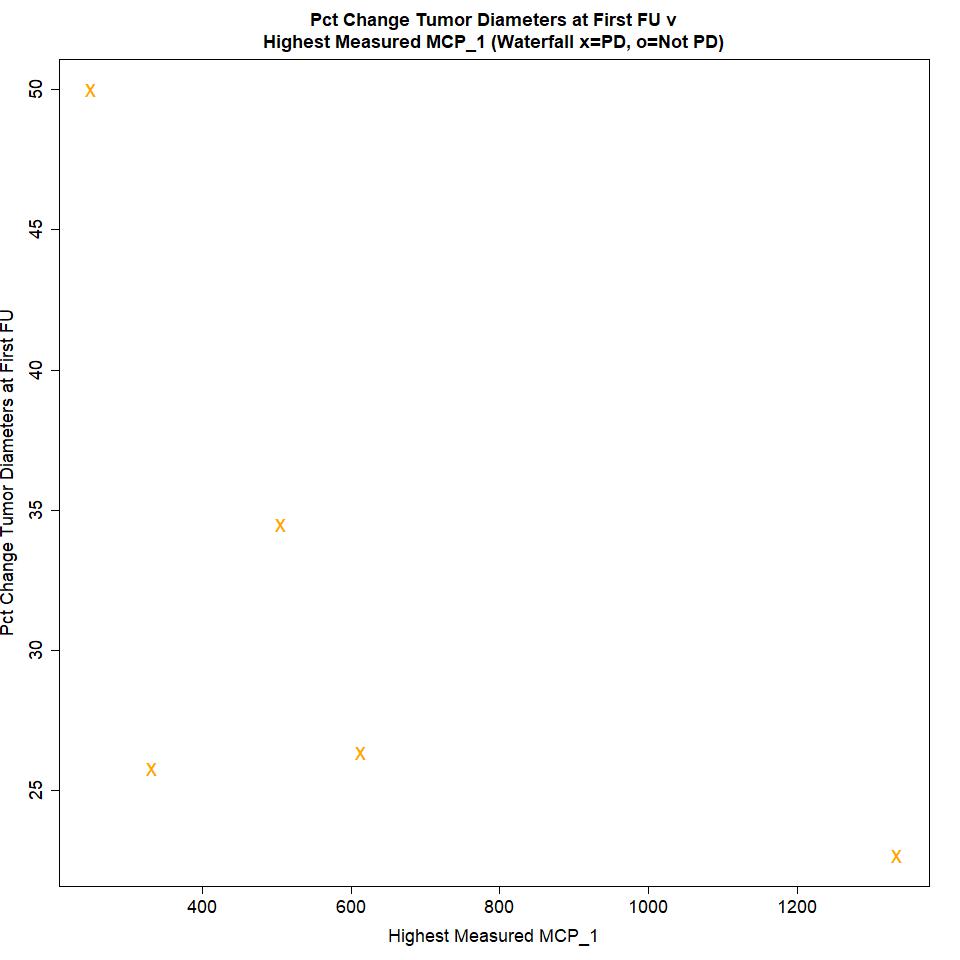 Pct Change Tumor Diameters at First FU v
Highest Measured MCP_1 (Waterfall x=PD, o=Not PD)
Pct Change Tumor Diameters at First FU
50
45
40
35
30
25
X
X
X
X
X
400
600
800
1000
1200
Highest Measured MCP_1